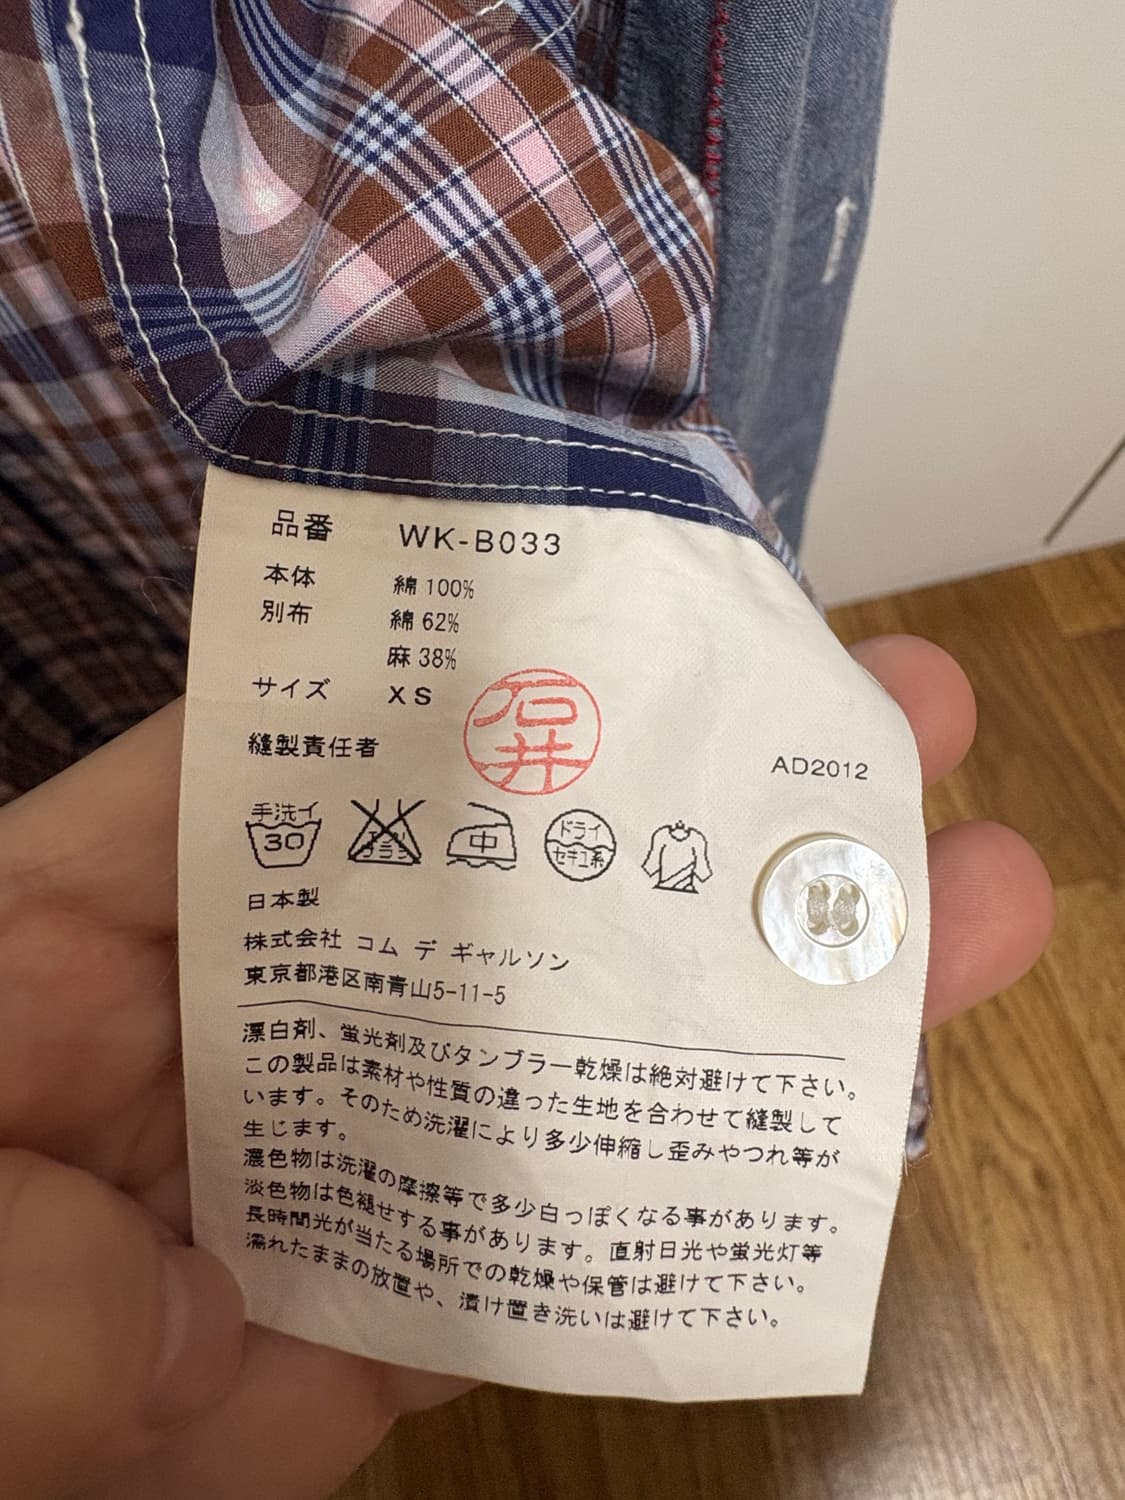 品番 WK-B033
本体 綿 100%
別布 綿 62%
麻 38%
サイズ XS
縫製責任者 石井
AD2012
手洗イ 30
エンソ サラシ
中
ドライ セキユ系
日本製
株式会社 コム デ ギャルソン
東京都港区南青山5-11-5
漂白剤、蛍光剤及びタンブラー乾燥は絶対避けて下さい。
この製品は素材や性質の違った生地を合わせて縫製して
います。そのため洗濯により多少伸縮し歪みやつれ等が
生じます。
濃色物は洗濯の摩擦等で多少白っぽくなる事があります。
淡色物は色褪せする事があります。直射日光や蛍光灯等
長時間光が当たる場所での乾燥や保管は避けて下さい。
濡れたままの放置や、漬け置き洗いは避けて下さい。